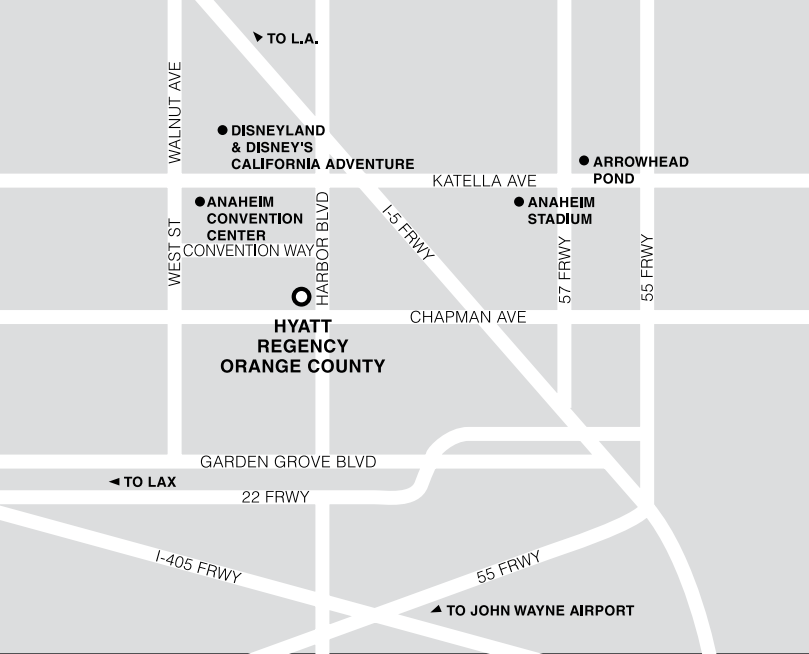 TO L.A.
WALNUT AVE
DISNEYLAND
& DISNEY'S
CALIFORNIA ADVENTURE
ARROWHEAD
POND
KATELLA AVE
ANAHEIM
CONVENTION
CENTER
ANAHEIM
STADIUM
I-5 FRWY
WEST ST
CONVENTION WAY
HARBOR BLVD
57 FRWY
55 FRWY
CHAPMAN AVE
HYATT
REGENCY
ORANGE COUNTY
GARDEN GROVE BLVD
TO LAX
22 FRWY
I-405 FRWY
55 FRWY
TO JOHN WAYNE AIRPORT